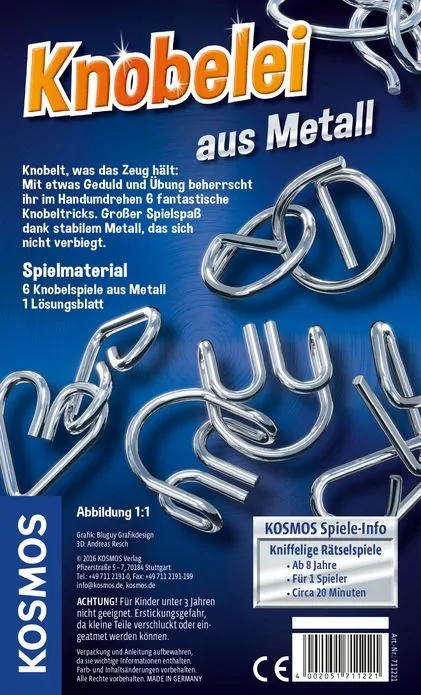 Knobelei
aus Metall
Knobelt, was das Zeug hält:
Mit etwas Geduld und Übung beherrscht
ihr im Handumdrehen 6 fantastische
Knobeltricks. Großer Spielspaß
dank stabilem Metall, das sich
nicht verbiegt.
Spielmaterial
6 Knobelspiele aus Metall
1 Lösungsblatt
KOSMOS
Abbildung 1:1
Grafik: Bluguy Grafikdesign
3D: Andreas Resch
© 2016 KOSMOS Verlag
Pfizerstraße 5 – 7, 70184 Stuttgart
Tel.: +49 711 2191-0, Fax: +49 711 2191-199
info@kosmos.de, kosmos.de
ACHTUNG! Für Kinder unter 3 Jahren
nicht geeignet. Erstickungsgefahr,
da kleine Teile verschluckt oder ein-
geatmet werden können.
Verpackung und Anleitung aufbewahren,
da sie wichtige Informationen enthalten.
Farb- und Inhaltsänderungen vorbehalten.
Alle Rechte vorbehalten. MADE IN GERMANY
KOSMOS Spiele-Info
Kniffelige Rätselspiele
• Ab 8 Jahre
• Für 1 Spieler
• Circa 20 Minuten
CE
4 002051 711221
Art.-Nr.: 711221